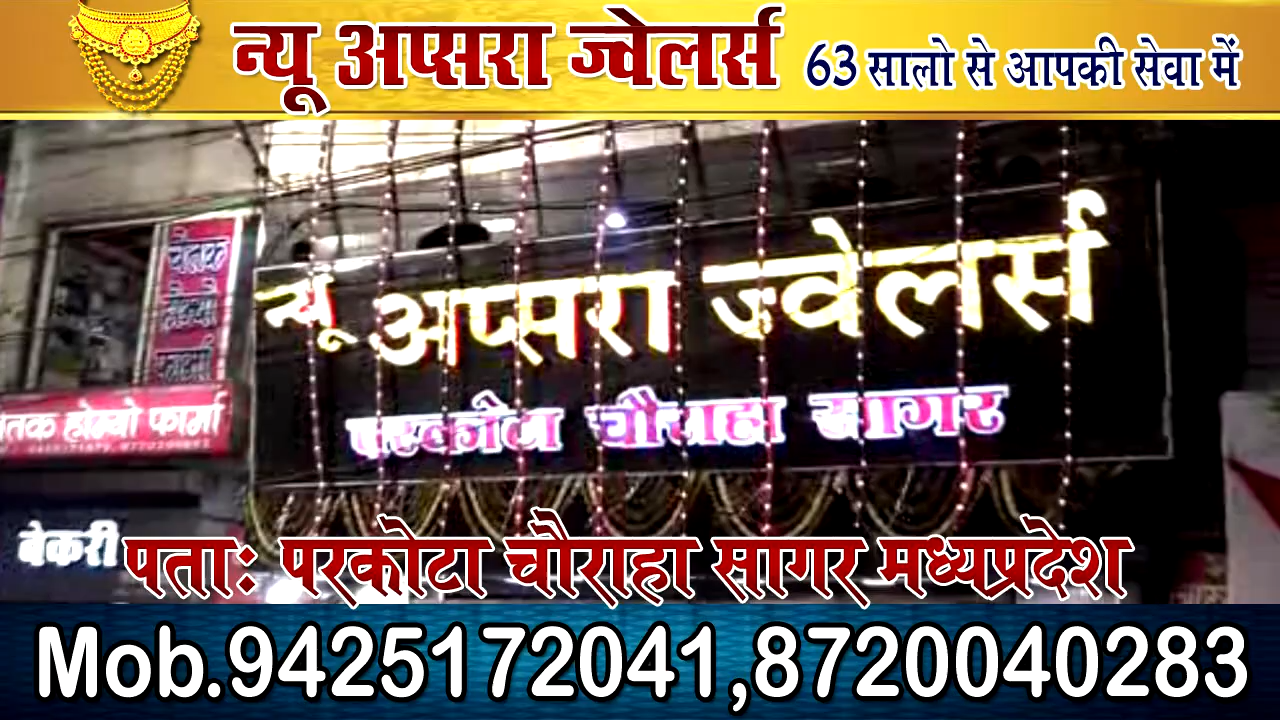 न्यू अप्सरा ज्वेलर्स 63 सालो से आपकी सेवा में
न्यू अप्सरा ज्वेलर्स
परकोटा चौराहा सागर
होम्यो फार्मा
बेकरी
पताः परकोटा चौराहा सागर मध्यप्रदेश
Mob.9425172041,8720040283